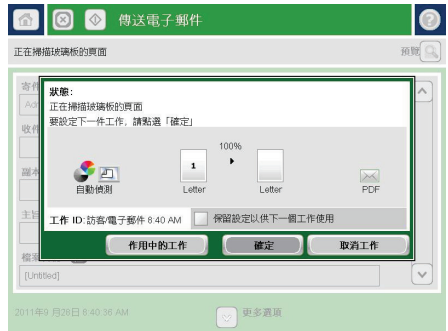 傳送電子郵件
正在掃描玻璃板的頁面
預覽
寄件
狀態:
正在掃描玻璃板的頁面
要設定下一件工作，請點選「確定」
收件
100%
1
副本
自動偵測
Letter
Letter
PDF
主旨
工作 ID:訪客/電子郵件 8:40 AM
保留設定以供下一個工作使用
作用中的工作
確定
取消工作
檔案
[Untitled]
2011年9 月28日 8:40:36 AM
更多選項